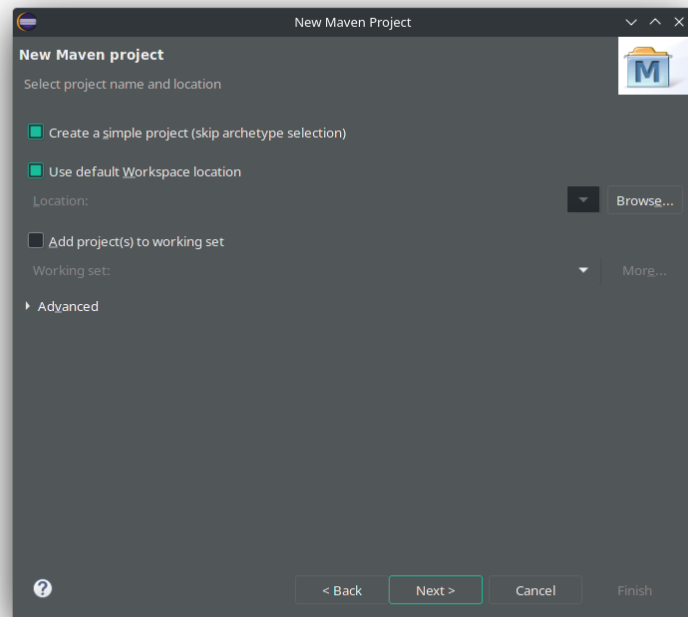 New Maven Project
New Maven project
Select project name and location
M
Create a simple project (skip archetype selection)
Use default Workspace location
Location:
Browse...
Add project(s) to working set
Working set:
More...
Advanced
?
< Back
Next >
Cancel
Finish